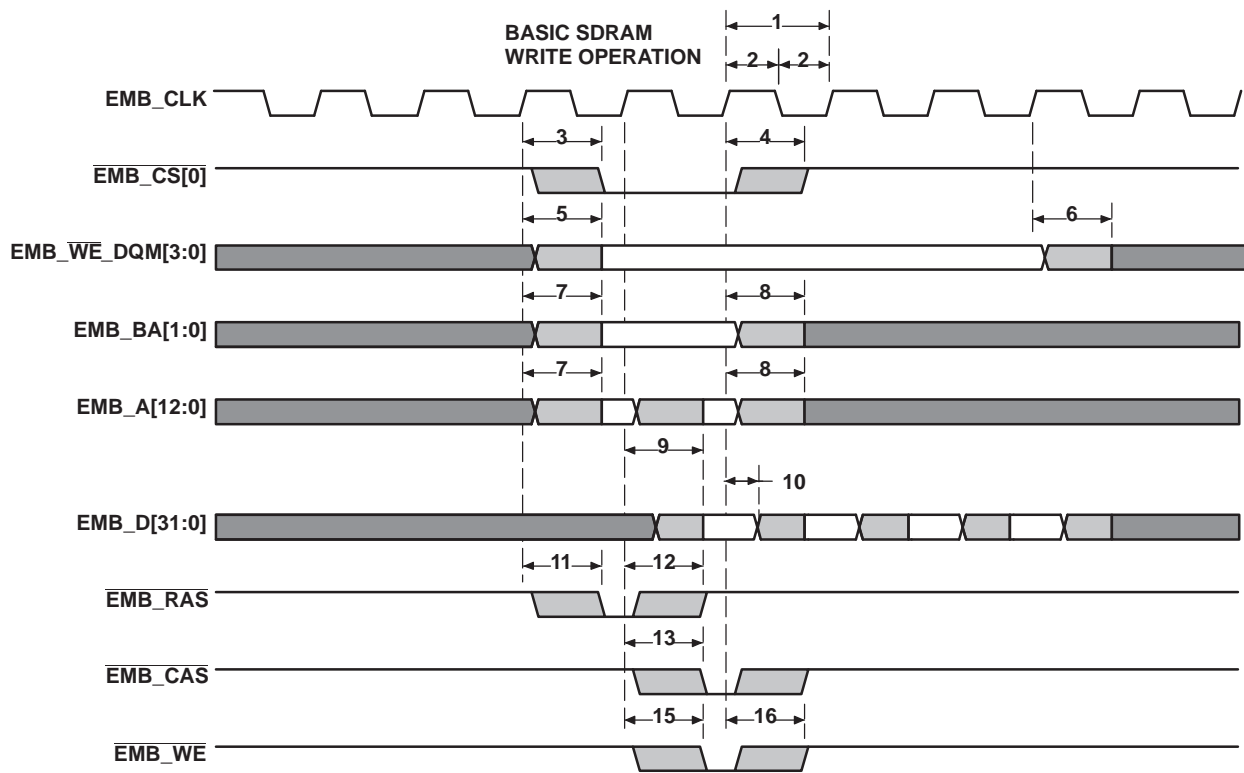 BASIC SDRAM
WRITE OPERATION
1
2 2
EMB_CLK
3 4
EMB_CS[0]
5 6
EMB_WE_DQM[3:0]
7 8
EMB_BA[1:0]
7 8
EMB_A[12:0]
9
10
EMB_D[31:0]
11 12
EMB_RAS
13
EMB_CAS
15 16
EMB_WE